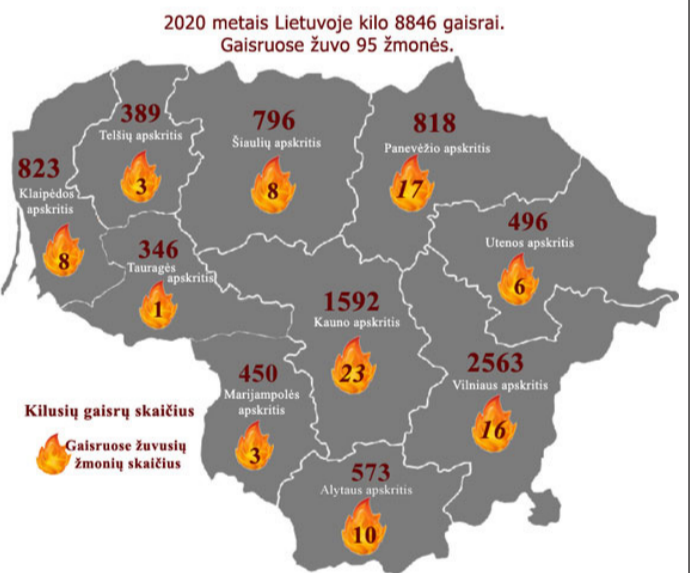 2020 metais Lietuvoje kilo 8846 gaisrai.
Gaisruose žuvo 95 žmonės.
389
Telšių apskritis
3
796
Šiaulių apskritis
8
818
Panevėžio apskritis
17
823
Klaipėdos
apskritis
8
346
Tauragės
apskritis
1
496
Utenos apskritis
6
1592
Kauno apskritis
23
2563
Vilniaus apskritis
16
450
Marijampolės
apskritis
3
573
Alytaus apskritis
10
Kilusių gaisrų skaičius
Gaisruose žuvusių
žmonių skaičius